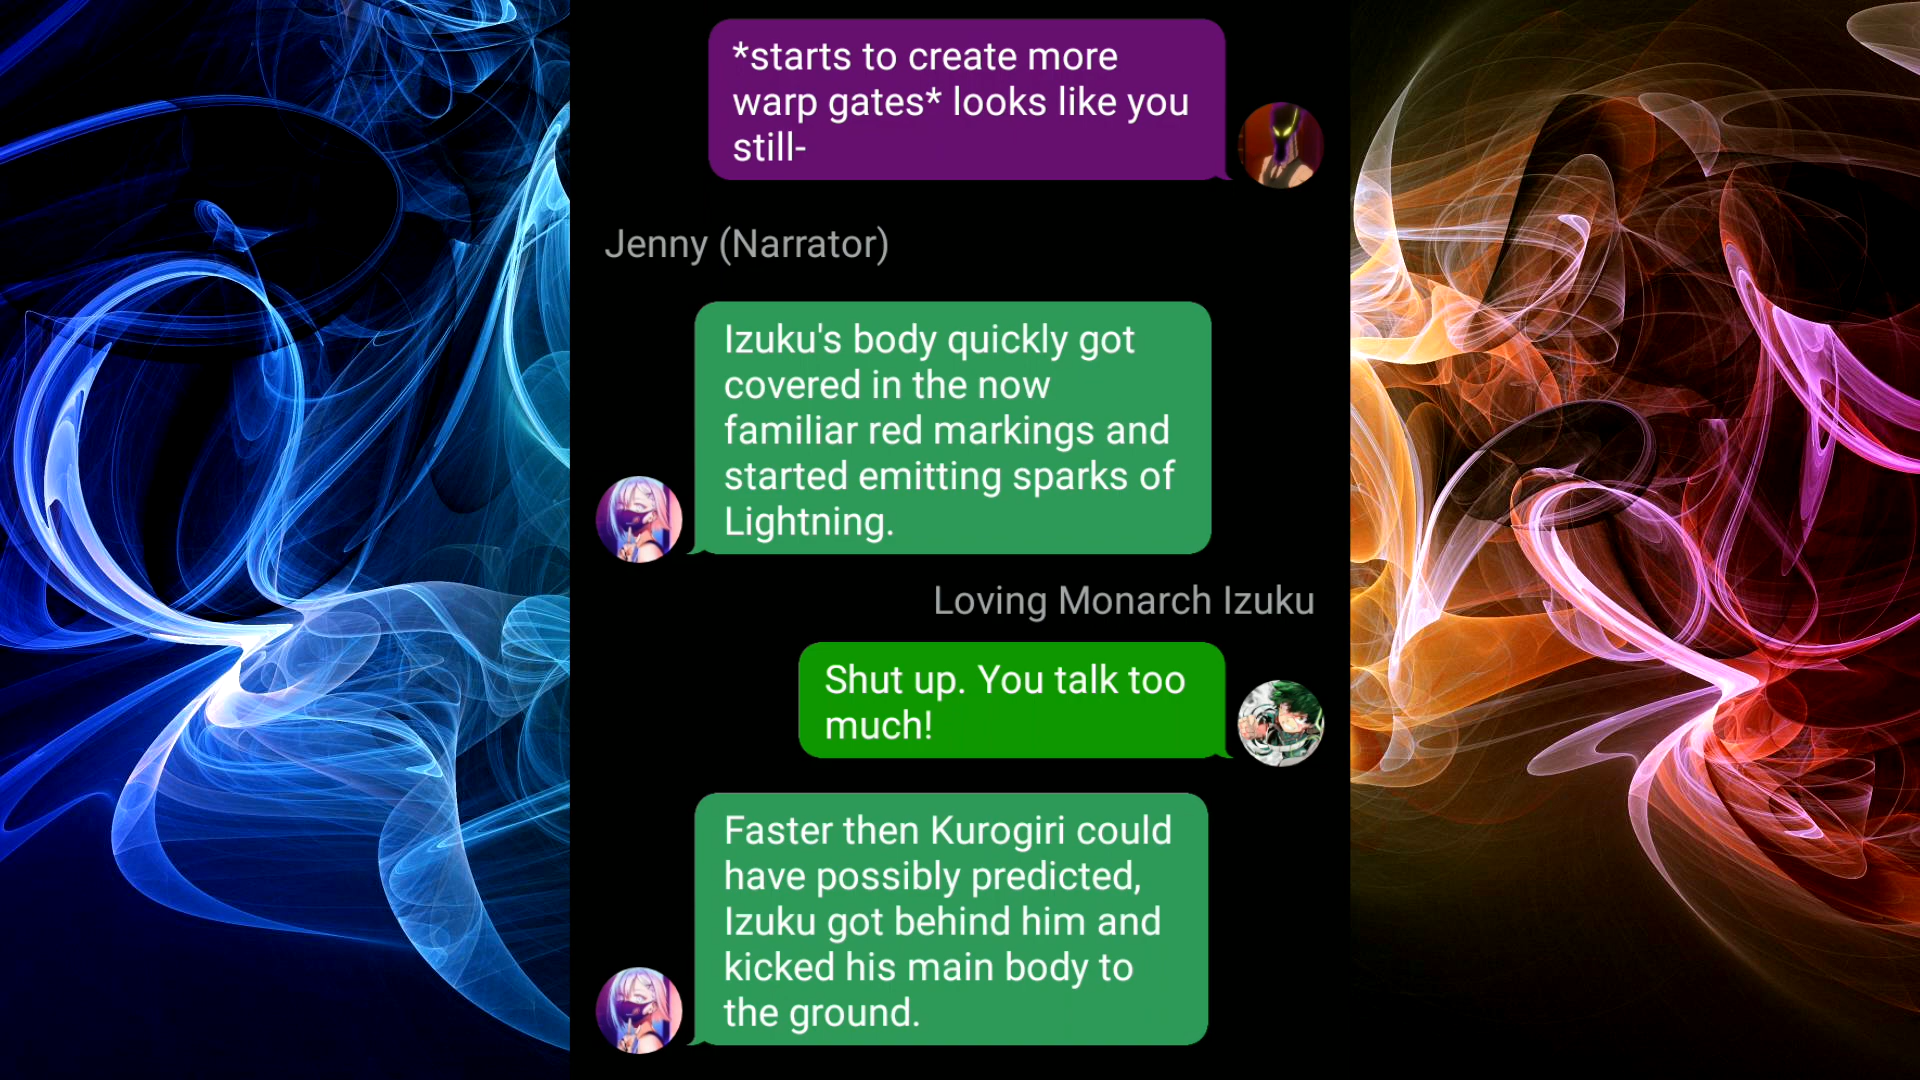 *starts to create more
warp gates* looks like you
still-
Jenny (Narrator)
Izuku's body quickly got
covered in the now
familiar red markings and
started emitting sparks of
Lightning.
Loving Monarch Izuku
Shut up. You talk too
much!
Faster then Kurogiri could
have possibly predicted,
Izuku got behind him and
kicked his main body to
the ground.